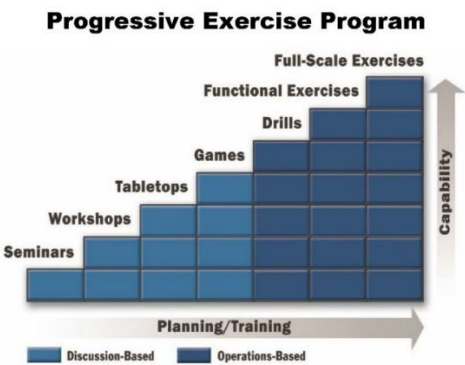 Progressive Exercise Program
Full-Scale Exercises
Functional Exercises
Drills
Games
Tabletops
Workshops
Seminars
Capability
Planning/Training
Discussion-Based
Operations-Based